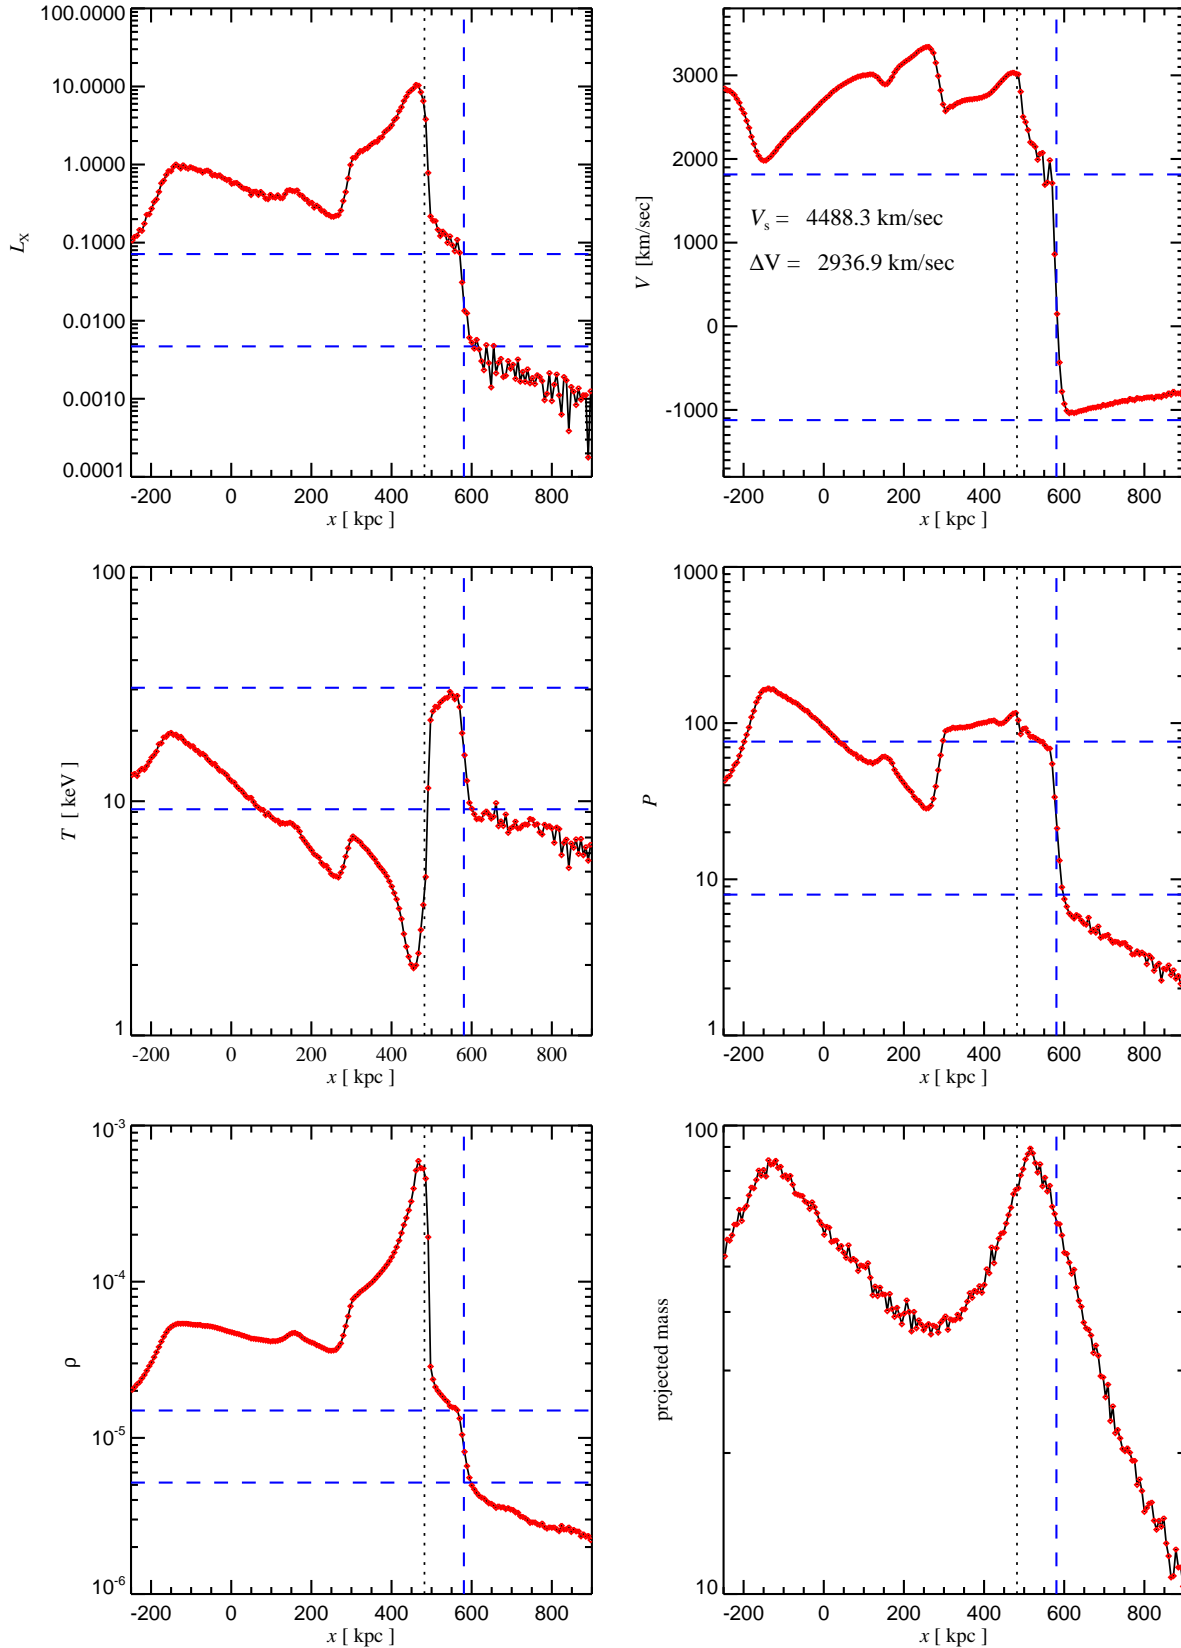 100.0000
10.0000
1.0000
0.1000
0.0100
0.0010
0.0001
L_X
-200 0 200 400 600 800
x [ kpc ]
3000
2000
1000
0
-1000
V [km/sec]
V_s = 4488.3 km/sec
ΔV = 2936.9 km/sec
-200 0 200 400 600 800
x [ kpc ]
100
10
1
T [ keV ]
-200 0 200 400 600 800
x [ kpc ]
1000
100
10
1
P
-200 0 200 400 600 800
x [ kpc ]
10^-3
10^-4
10^-5
10^-6
ρ
-200 0 200 400 600 800
x [ kpc ]
100
10
projected mass
-200 0 200 400 600 800
x [ kpc ]